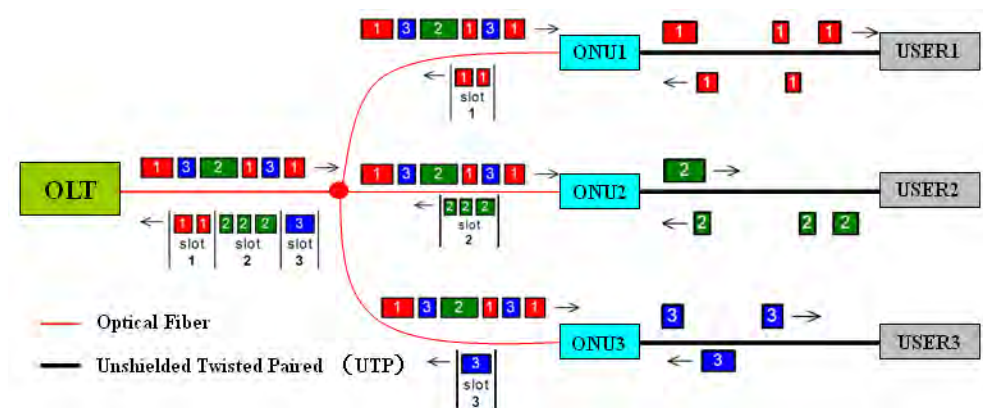 1 3 2 1 3 1
ONU1
1 1 1
USER1
1 1
slot
1
1 1
OLT
1 3 2 1 3 1
1 1 2 2 2 3
slot slot slot
1 2 3
1 3 2 1 3 1
ONU2
2
USER2
2 2 2
slot
2
2 2 2
1 3 2 1 3 1
ONU3
3 3
USER3
3
slot
3
3
Optical Fiber
Unshielded Twisted Paired （UTP）